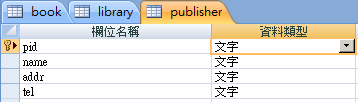 book library publisher
欄位名稱 資料類型
pid 文字
name 文字
addr 文字
tel 文字